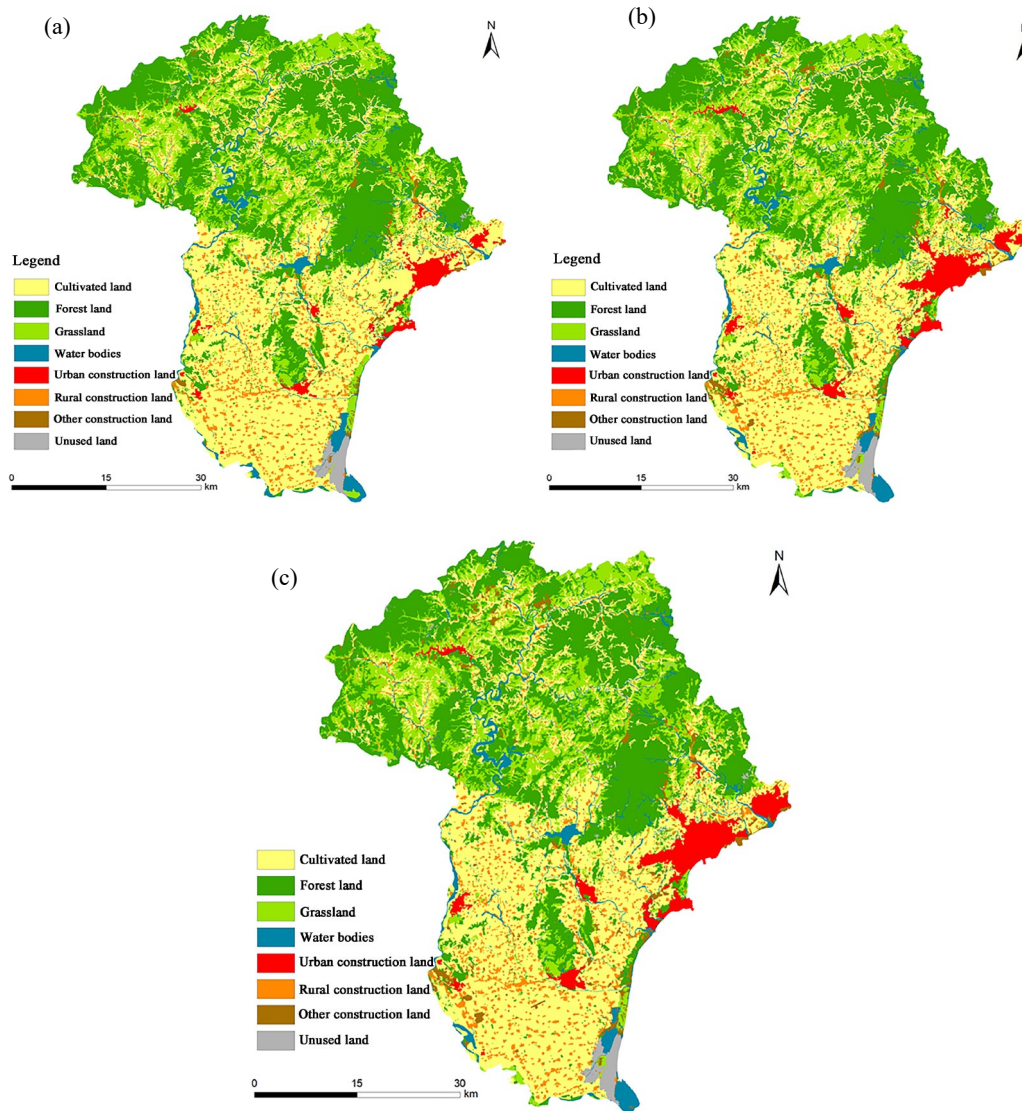 (a)
N
Legend
Cultivated land
Forest land
Grassland
Water bodies
Urban construction land
Rural construction land
Other construction land
Unused land
0 15 30
km
(b)
N
Legend
Cultivated land
Forest land
Grassland
Water bodies
Urban construction land
Rural construction land
Other construction land
Unused land
0 15 30
km
(c)
N
Legend
Cultivated land
Forest land
Grassland
Water bodies
Urban construction land
Rural construction land
Other construction land
Unused land
0 15 30
km